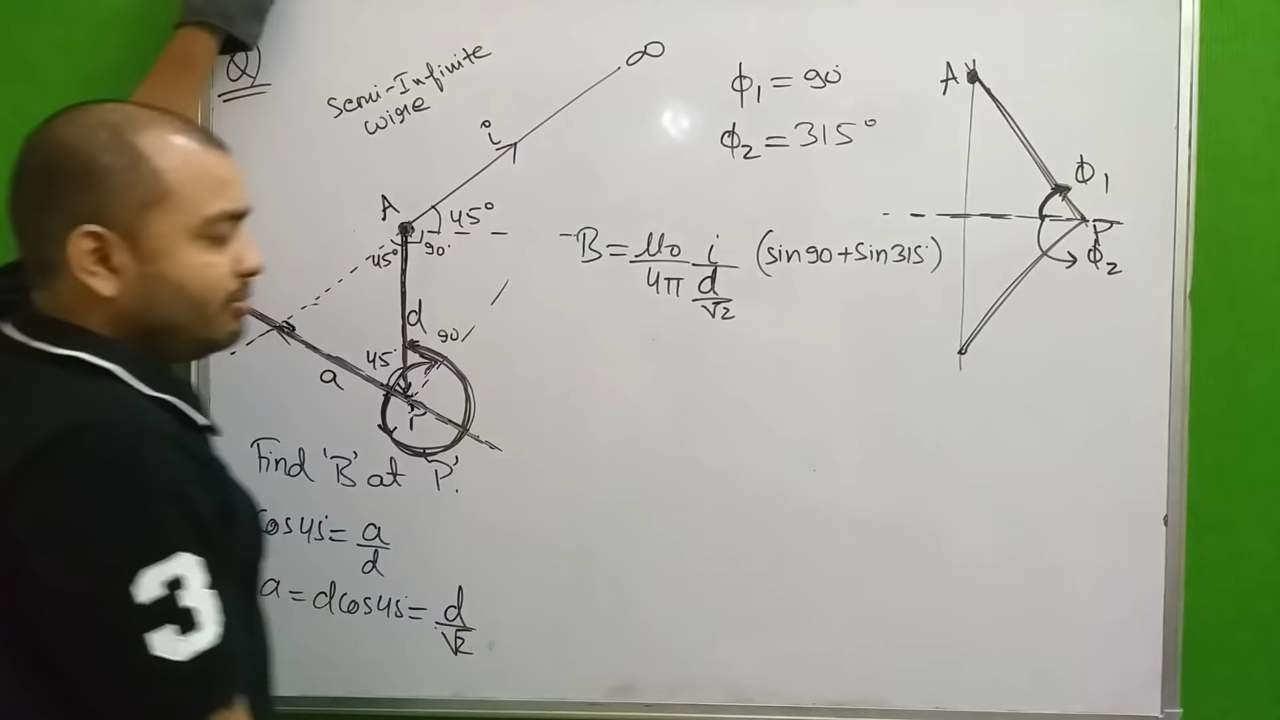 Q)
Semi-Infinite
wire
∞
i
A
45°
90°
45°
d
90
45
a
P
Find 'B' at 'P'.
cos45 = a/d
a = dcos45 = d/√2
ϕ₁ = 90
ϕ₂ = 315°
B = μ₀/4π i/(d/√2) (sin90+sin315)
A
ϕ₁
P
ϕ₂
3